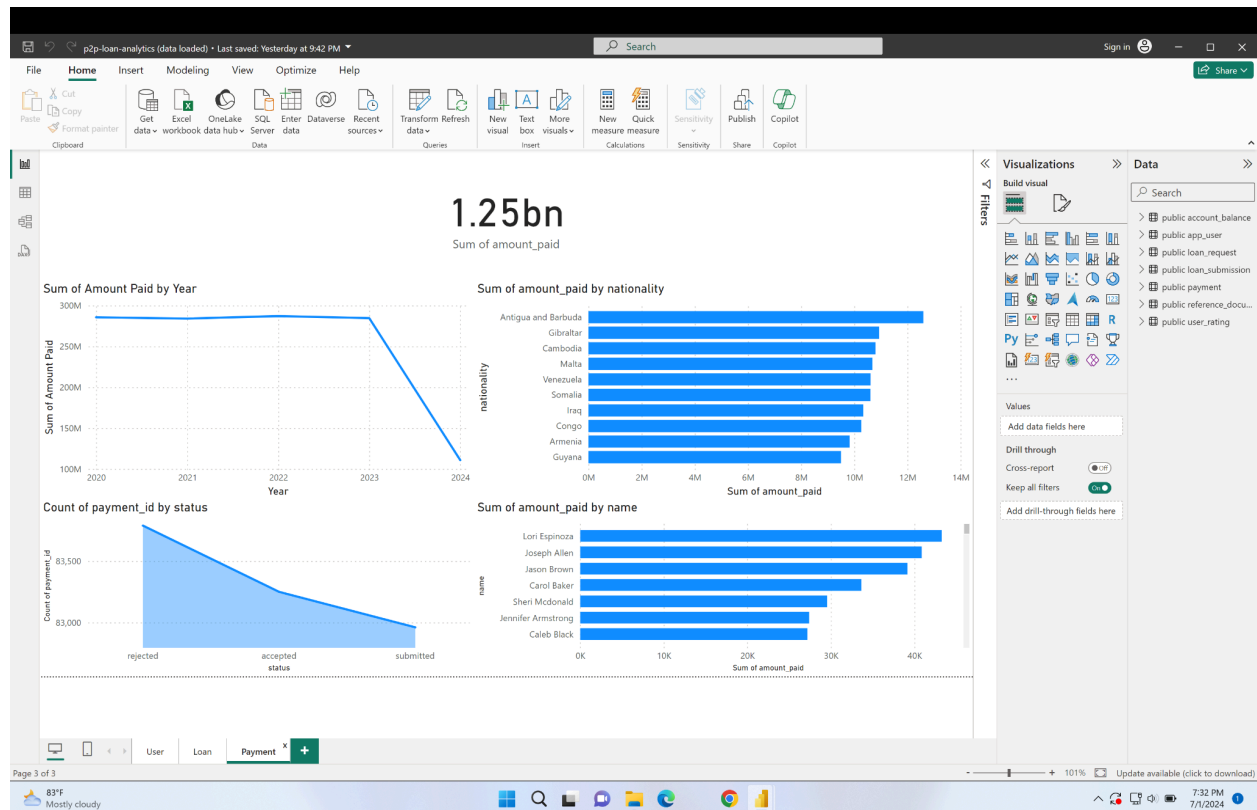 p2p-loan-analytics (data loaded) • Last saved: Yesterday at 9:42 PM
Search
Sign in
File Home Insert Modeling View Optimize Help
Share
Paste
Cut
Copy
Format painter
Get data
Excel workbook
OneLake data hub
SQL Server
Enter data
Dataverse
Recent sources
Transform data
Refresh
New visual
Text box
More visuals
New measure
Quick measure
Sensitivity
Publish
Copilot
Clipboard
Data
Queries
Insert
Calculations
Sensitivity
Share
Copilot
1.25bn
Sum of amount_paid
Sum of Amount Paid by Year
Sum of Amount Paid
300M
250M
200M
150M
100M
2020 2021 2022 2023 2024
Year
Sum of amount_paid by nationality
nationality
Antigua and Barbuda
Gibraltar
Cambodia
Malta
Venezuela
Somalia
Iraq
Congo
Armenia
Guyana
0M 2M 4M 6M 8M 10M 12M 14M
Sum of amount_paid
Count of payment_id by status
Count of payment_id
83,500
83,000
rejected accepted submitted
status
Sum of amount_paid by name
name
Lori Espinoza
Joseph Allen
Jason Brown
Carol Baker
Sheri Mcdonald
Jennifer Armstrong
Caleb Black
0K 10K 20K 30K 40K
Sum of amount_paid
Filters
Visualizations
Build visual
123
R
Py
Values
Add data fields here
Drill through
Cross-report
Off
Keep all filters
On
Add drill-through fields here
Data
Search
public account_balance
public app_user
public loan_request
public loan_submission
public payment
public reference_docu...
public user_rating
User
Loan
Payment
Page 3 of 3
101%
Update available (click to download)
83°F
Mostly cloudy
7:32 PM
7/1/2024